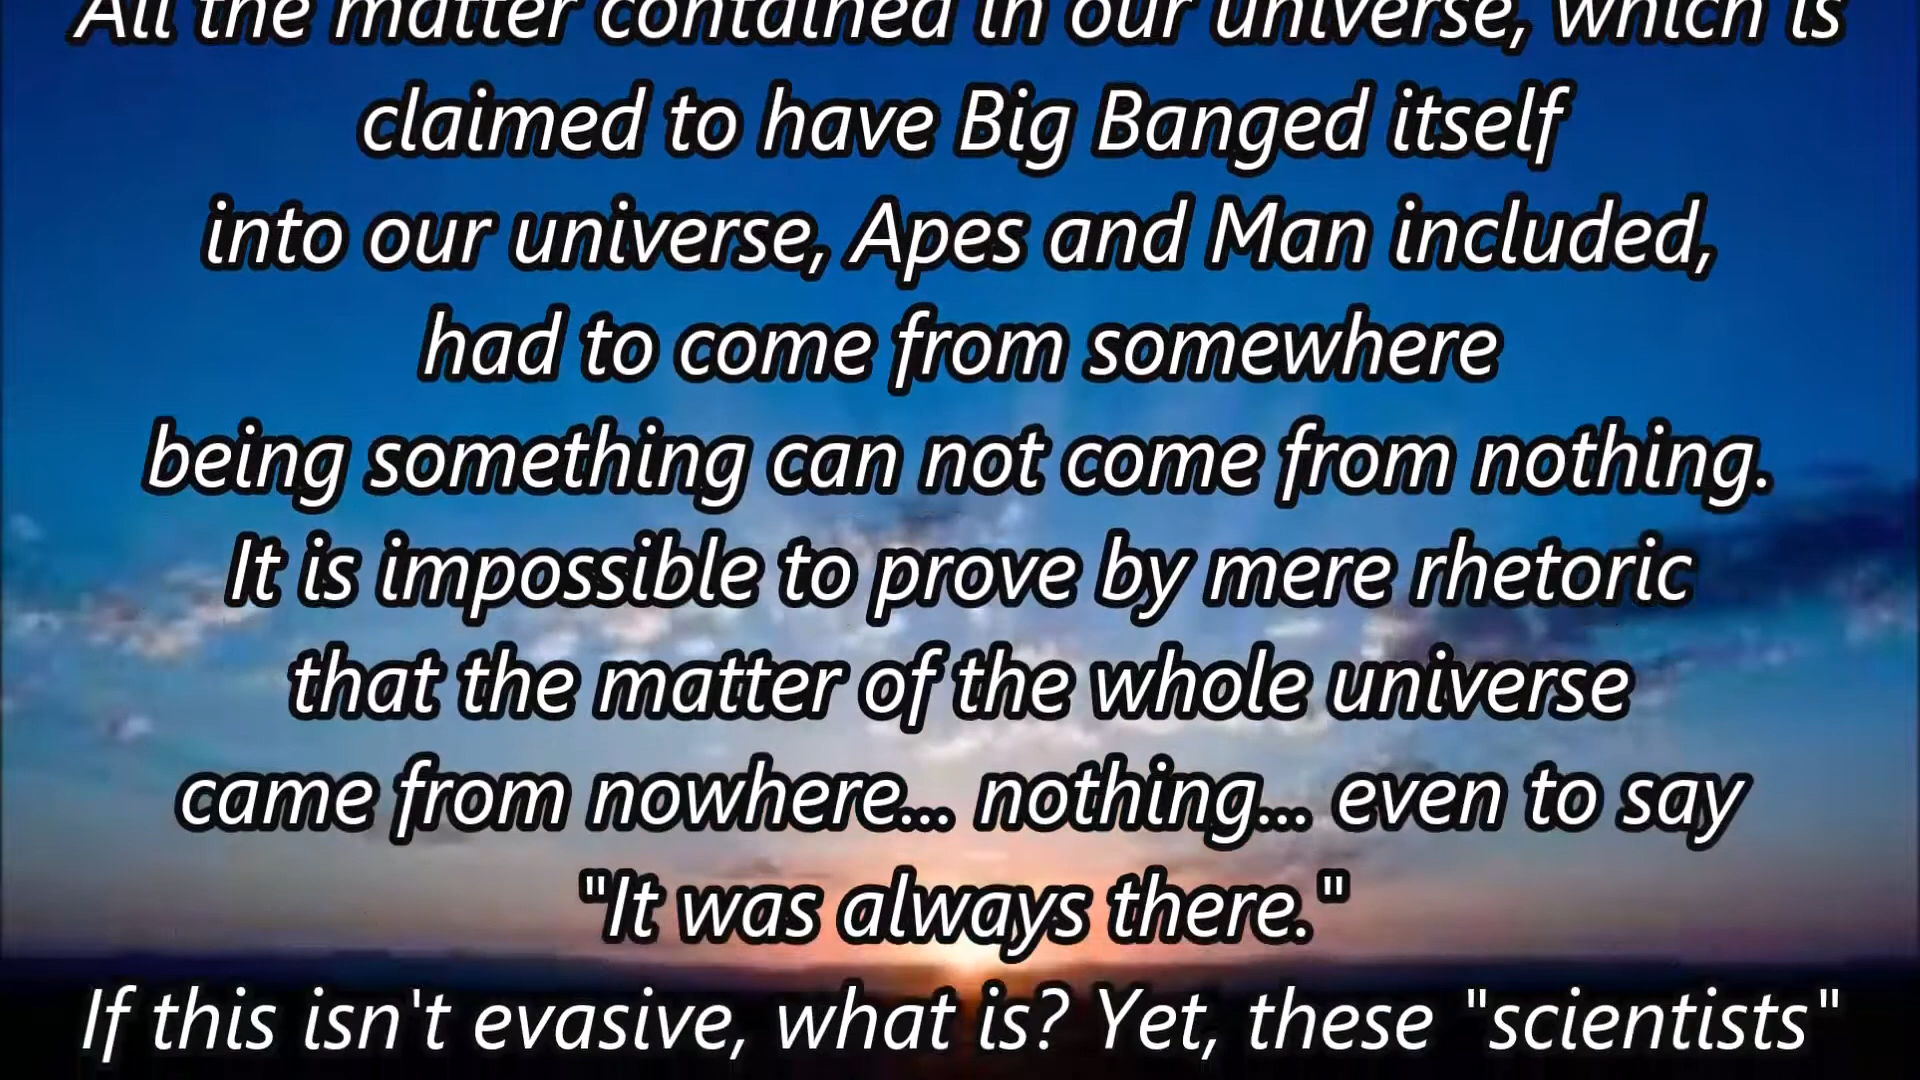 All the matter contained in our universe, which is
claimed to have Big Banged itself
into our universe, Apes and Man included,
had to come from somewhere
being something can not come from nothing.
It is impossible to prove by mere rhetoric
that the matter of the whole universe
came from nowhere... nothing... even to say
"It was always there."
If this isn't evasive, what is? Yet, these "scientists"